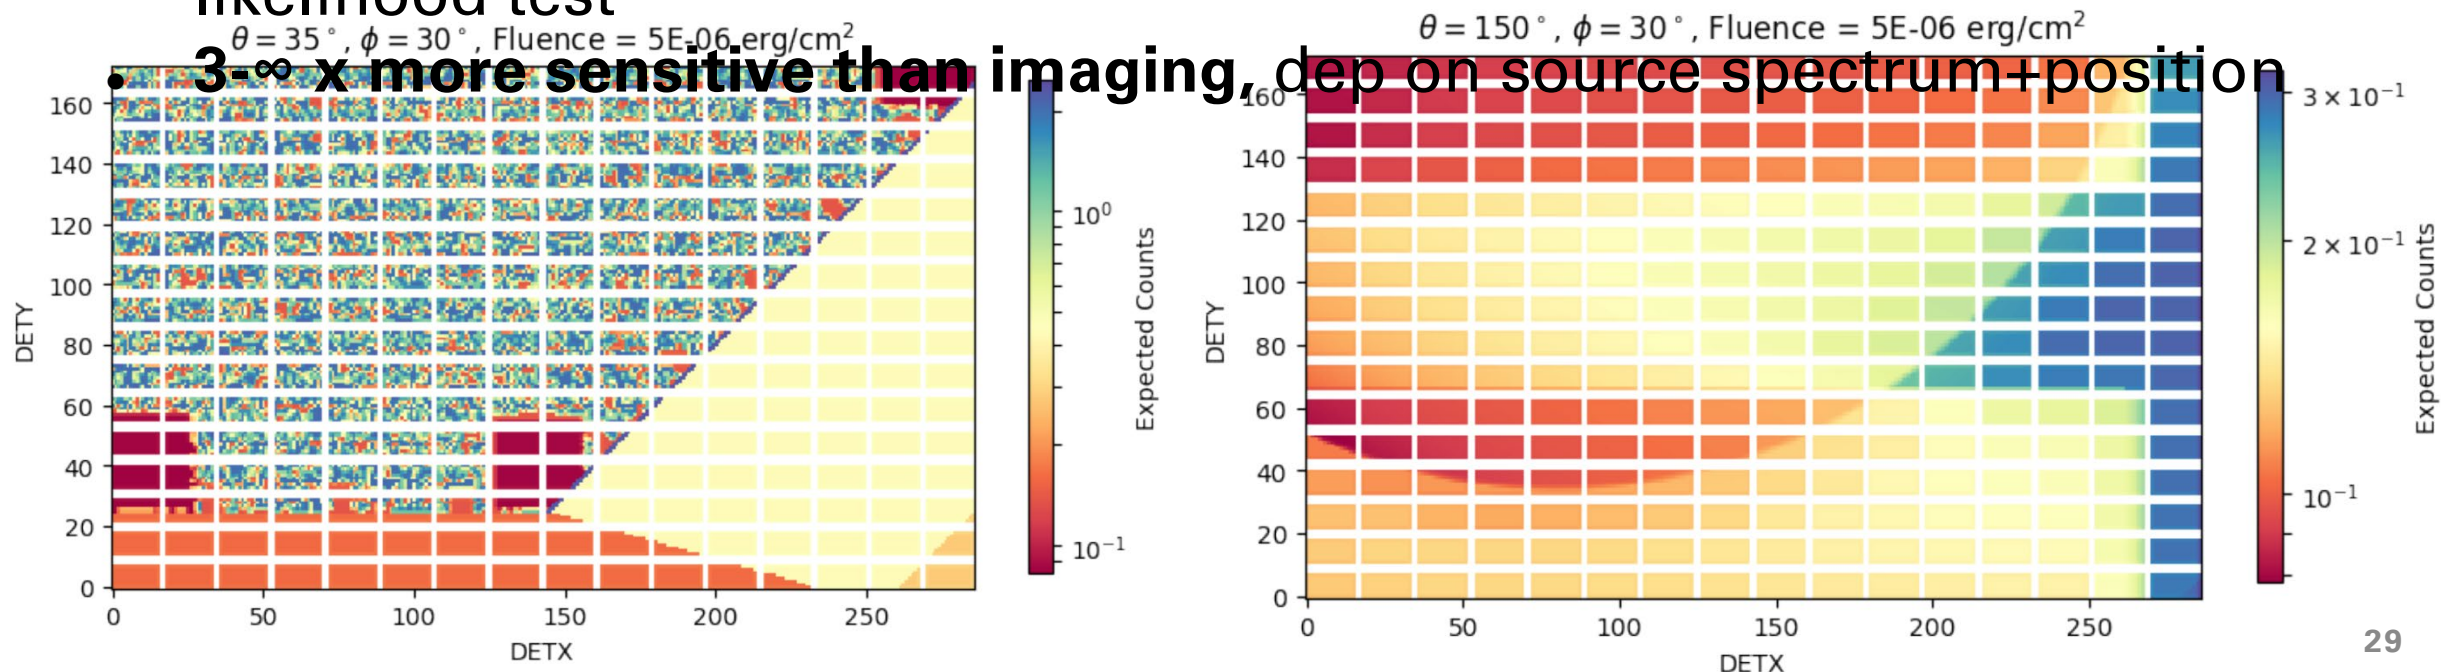 likelihood test
θ = 35°, ϕ = 30°, Fluence = 5E-06 erg/cm²
θ = 150°, ϕ = 30°, Fluence = 5E-06 erg/cm²
• 3-∞ x more sensitive than imaging, dep on source spectrum+position
160
140
120
100
80
60
40
20
0
DETY
0 50 100 150 200 250
DETX
10⁰
10⁻¹
Expected Counts
160
140
120
100
80
60
40
20
0
DETY
0 50 100 150 200 250
DETX
3 × 10⁻¹
2 × 10⁻¹
10⁻¹
Expected Counts
29